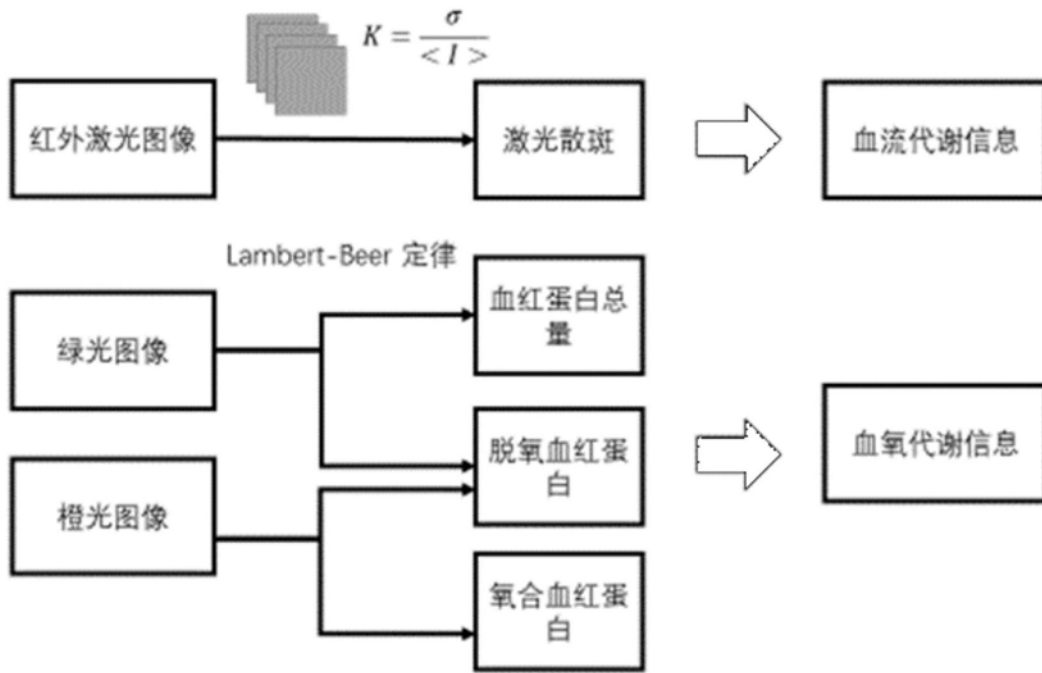 K = σ / < I >
红外激光图像
激光散斑
血流代谢信息
Lambert-Beer 定律
绿光图像
血红蛋白总
量
橙光图像
脱氧血红蛋
白
血氧代谢信息
氧合血红蛋
白